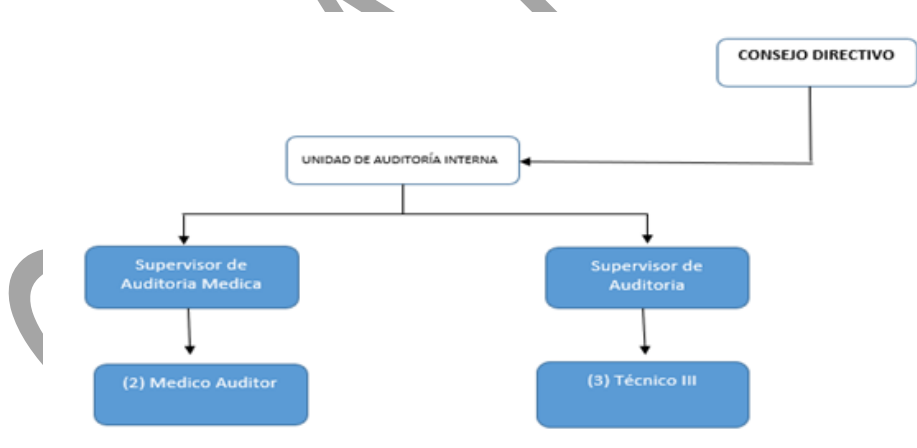 CONSEJO DIRECTIVO
UNIDAD DE AUDITORÍA INTERNA
Supervisor de
Auditoria Medica
Supervisor de
Auditoria
(2) Medico Auditor
(3) Técnico III